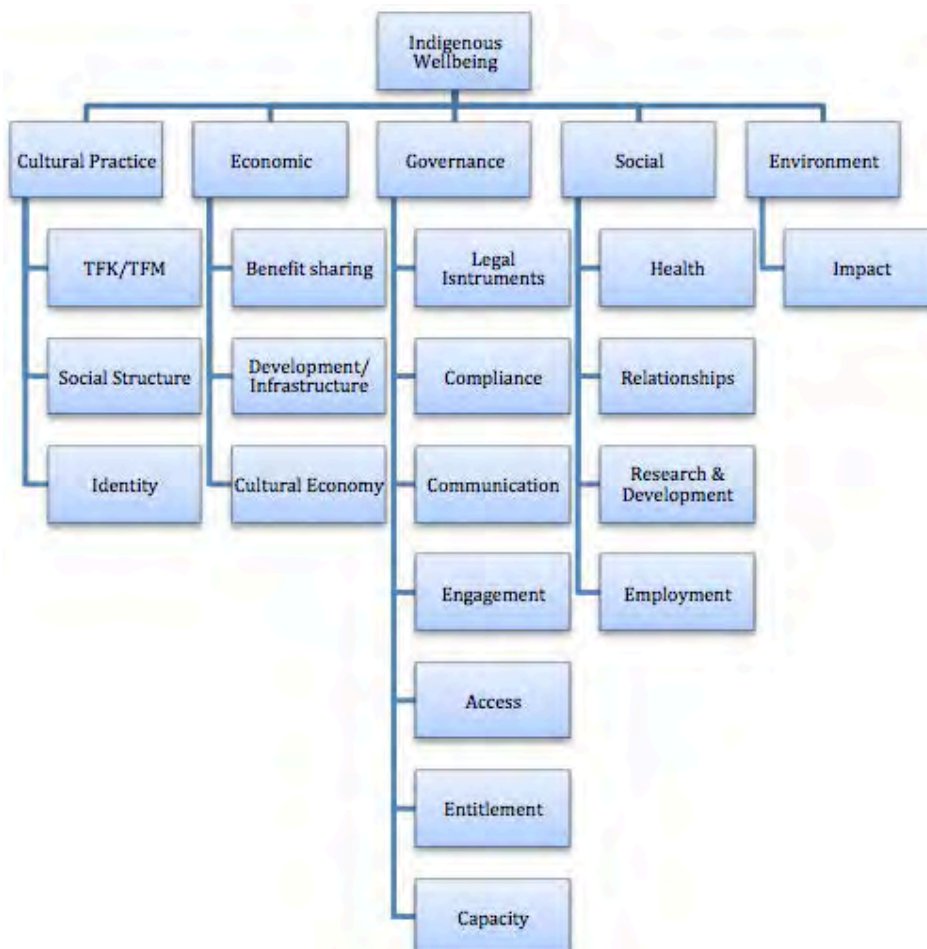 Indigenous
Wellbeing
Cultural Practice
Economic
Governance
Social
Environment
TFK/TFM
Benefit sharing
Legal
Isntruments
Health
Impact
Social Structure
Development/
Infrastructure
Compliance
Relationships
Identity
Cultural Economy
Communication
Research &
Development
Engagement
Employment
Access
Entitlement
Capacity